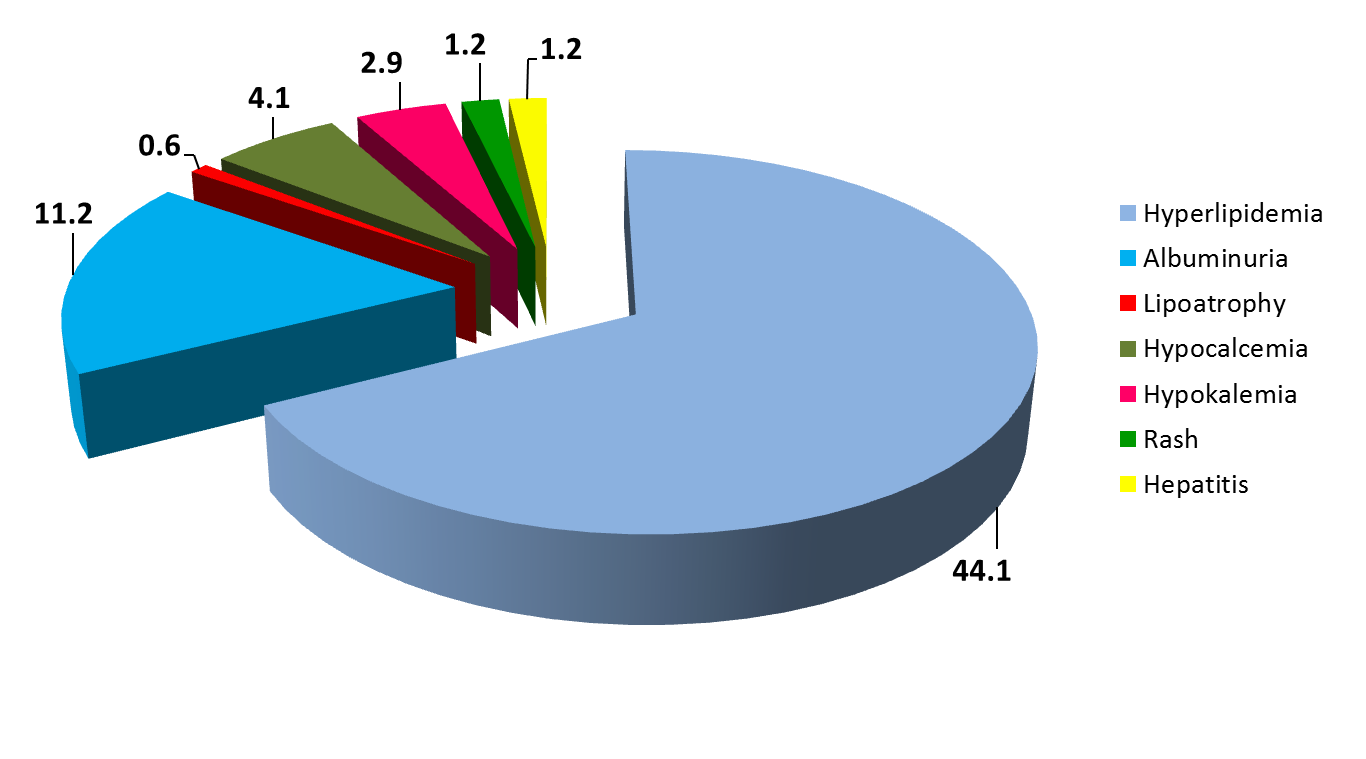 1.2
1.2
2.9
4.1
0.6
11.2
44.1
Hyperlipidemia
Albuminuria
Lipoatrophy
Hypocalcemia
Hypokalemia
Rash
Hepatitis